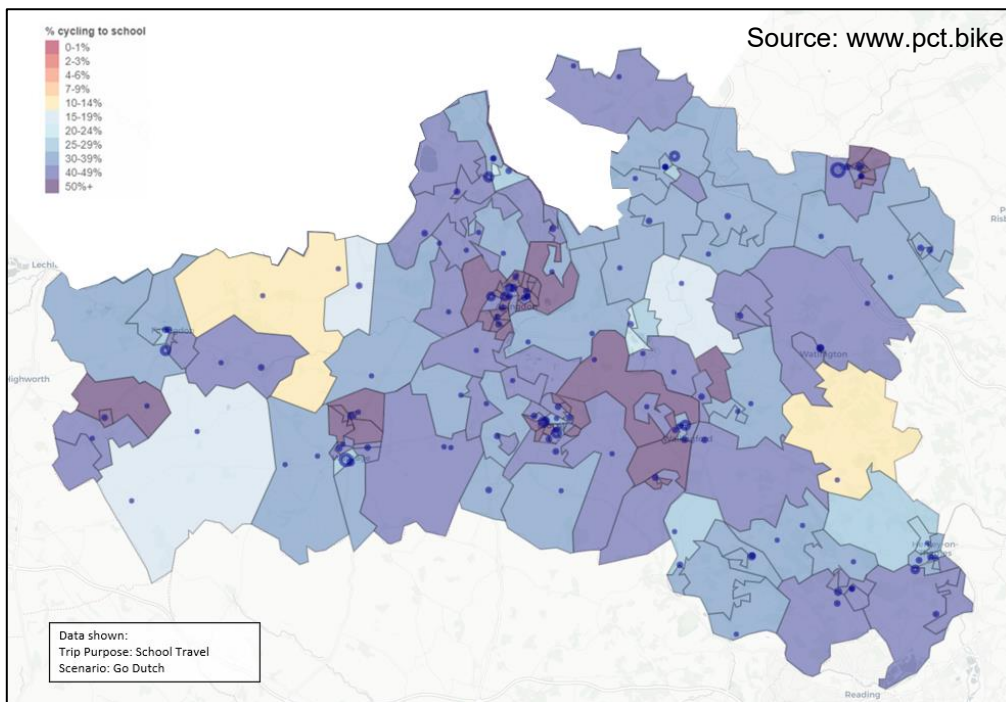 Source: www.pct.bike
% cycling to school
0-1%
2-3%
4-6%
7-9%
10-14%
15-19%
20-24%
25-29%
30-39%
40-49%
50%+
Lechl
Highworth
Watlington
Risb
Reading
Data shown:
Trip Purpose: School Travel
Scenario: Go Dutch